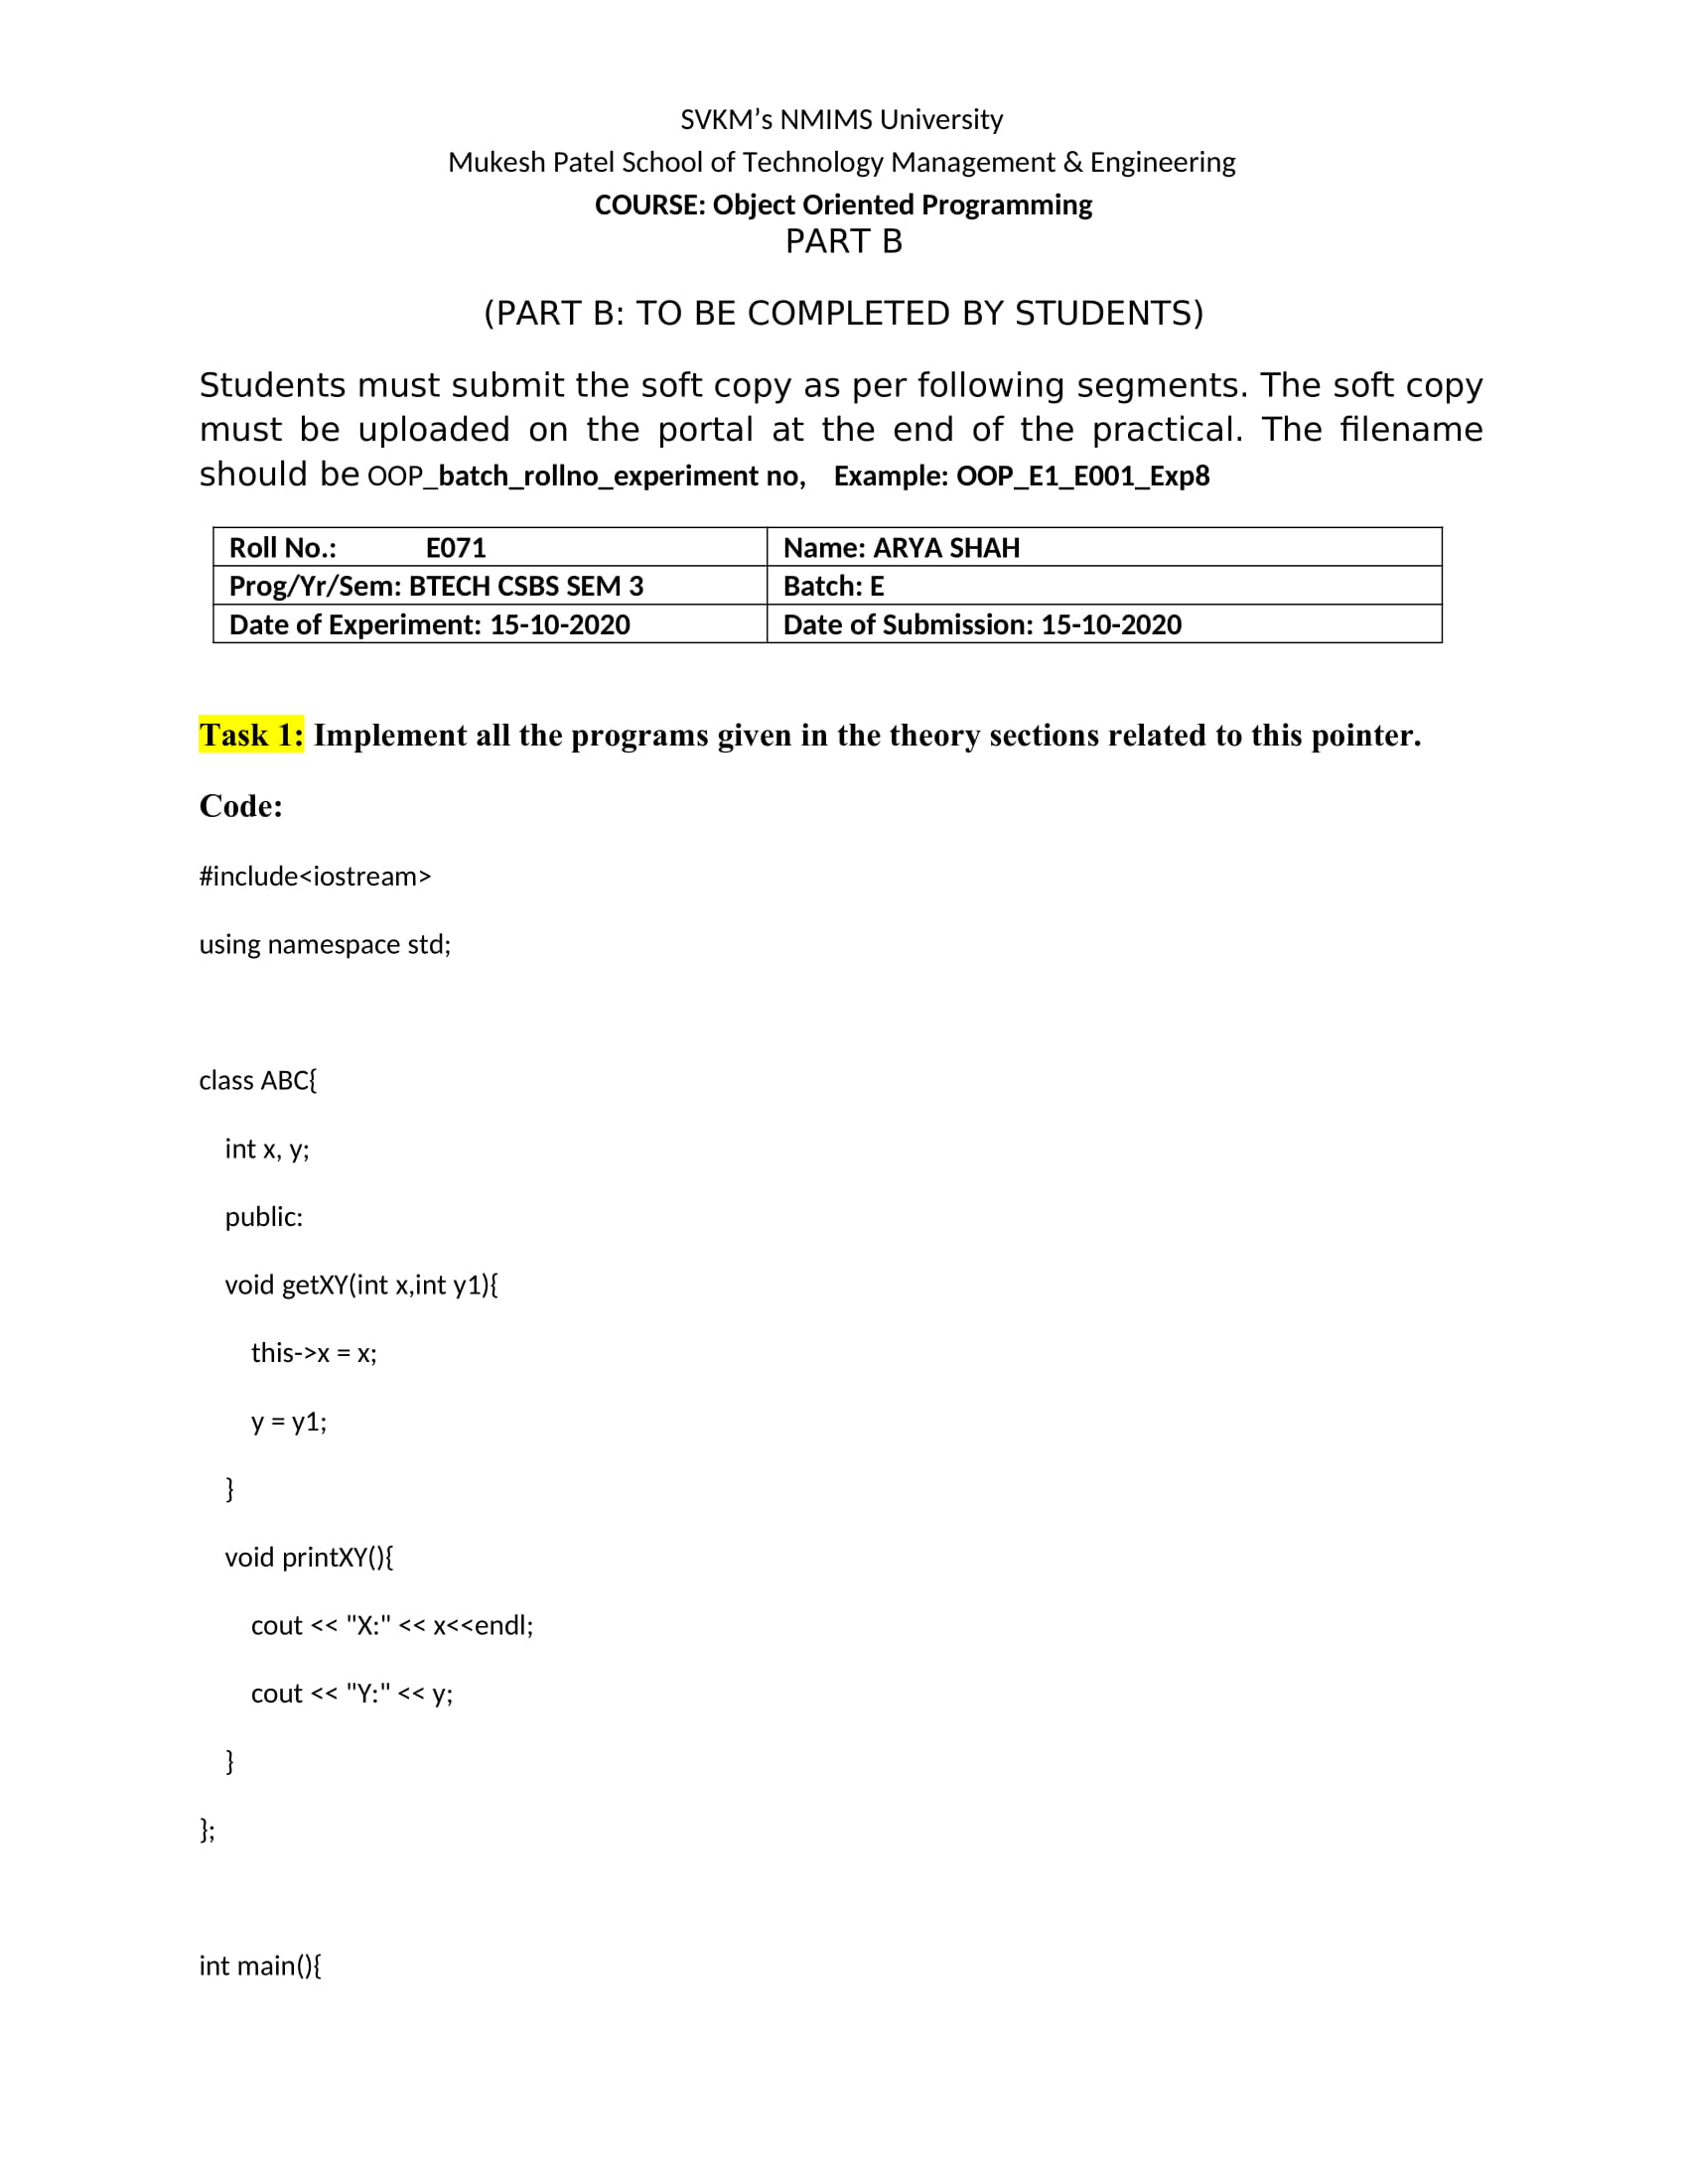 SVKM’s NMIMS University
Mukesh Patel School of Technology Management & Engineering
COURSE: Object Oriented Programming
PART B
(PART B: TO BE COMPLETED BY STUDENTS)
Students must submit the soft copy as per following segments. The soft copy
must be uploaded on the portal at the end of the practical. The filename
should be OOP_batch_rollno_experiment no, Example: OOP_E1_E001_Exp8
Roll No.: E071 Name: ARYA SHAH
Prog/Yr/Sem: BTECH CSBS SEM 3 Batch: E
Date of Experiment: 15-10-2020 Date of Submission: 15-10-2020
Task 1: Implement all the programs given in the theory sections related to this pointer.
Code:
#include<iostream>
using namespace std;
class ABC{
int x, y;
public:
void getXY(int x,int y1){
this->x = x;
y = y1;
}
void printXY(){
cout << "X:" << x<<endl;
cout << "Y:" << y;
}
};
int main(){